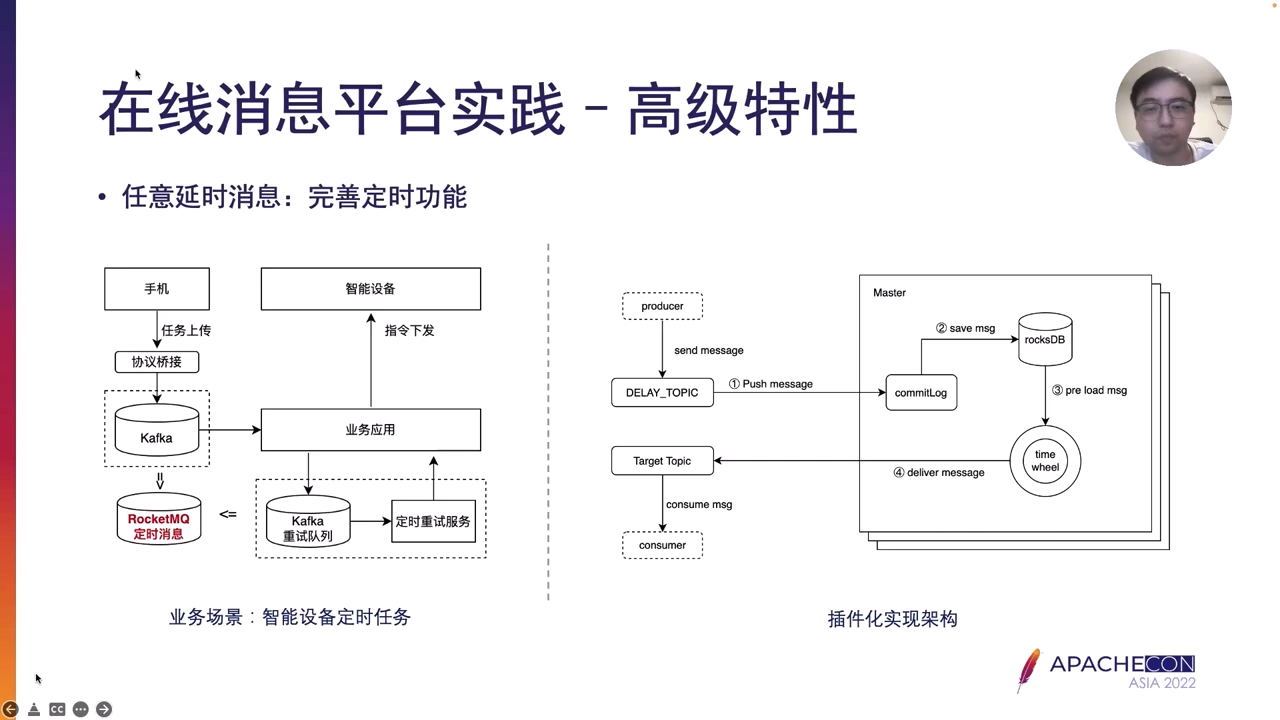 在线消息平台实践 - 高级特性
• 任意延时消息：完善定时功能
手机
智能设备
任务上传
指令下发
协议桥接
Kafka
业务应用
RocketMQ
定时消息
<=
<=
Kafka
重试队列
定时重试服务
业务场景：智能设备定时任务
producer
send message
DELAY_TOPIC
① Push message
Master
② save msg
rocksDB
commitLog
③ pre load msg
time
wheel
④ deliver message
Target Topic
consume msg
consumer
插件化实现架构
APACHECON
ASIA 2022
CC